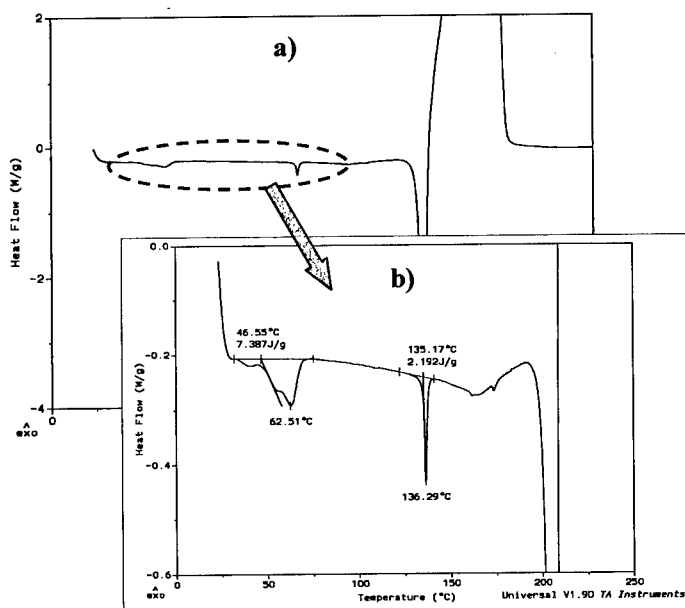 2
a)
0
Heat Flow (W/g)
-2
-4
0
^
exo
0.0
b)
46.55°C
7.387J/g
135.17°C
2.192J/g
-0.2
62.51°C
Heat Flow (W/g)
-0.4
136.29°C
-0.6
0
50
100
150
200
250
^
exo
Temperature (°C)
Universal V1.9D TA Instruments